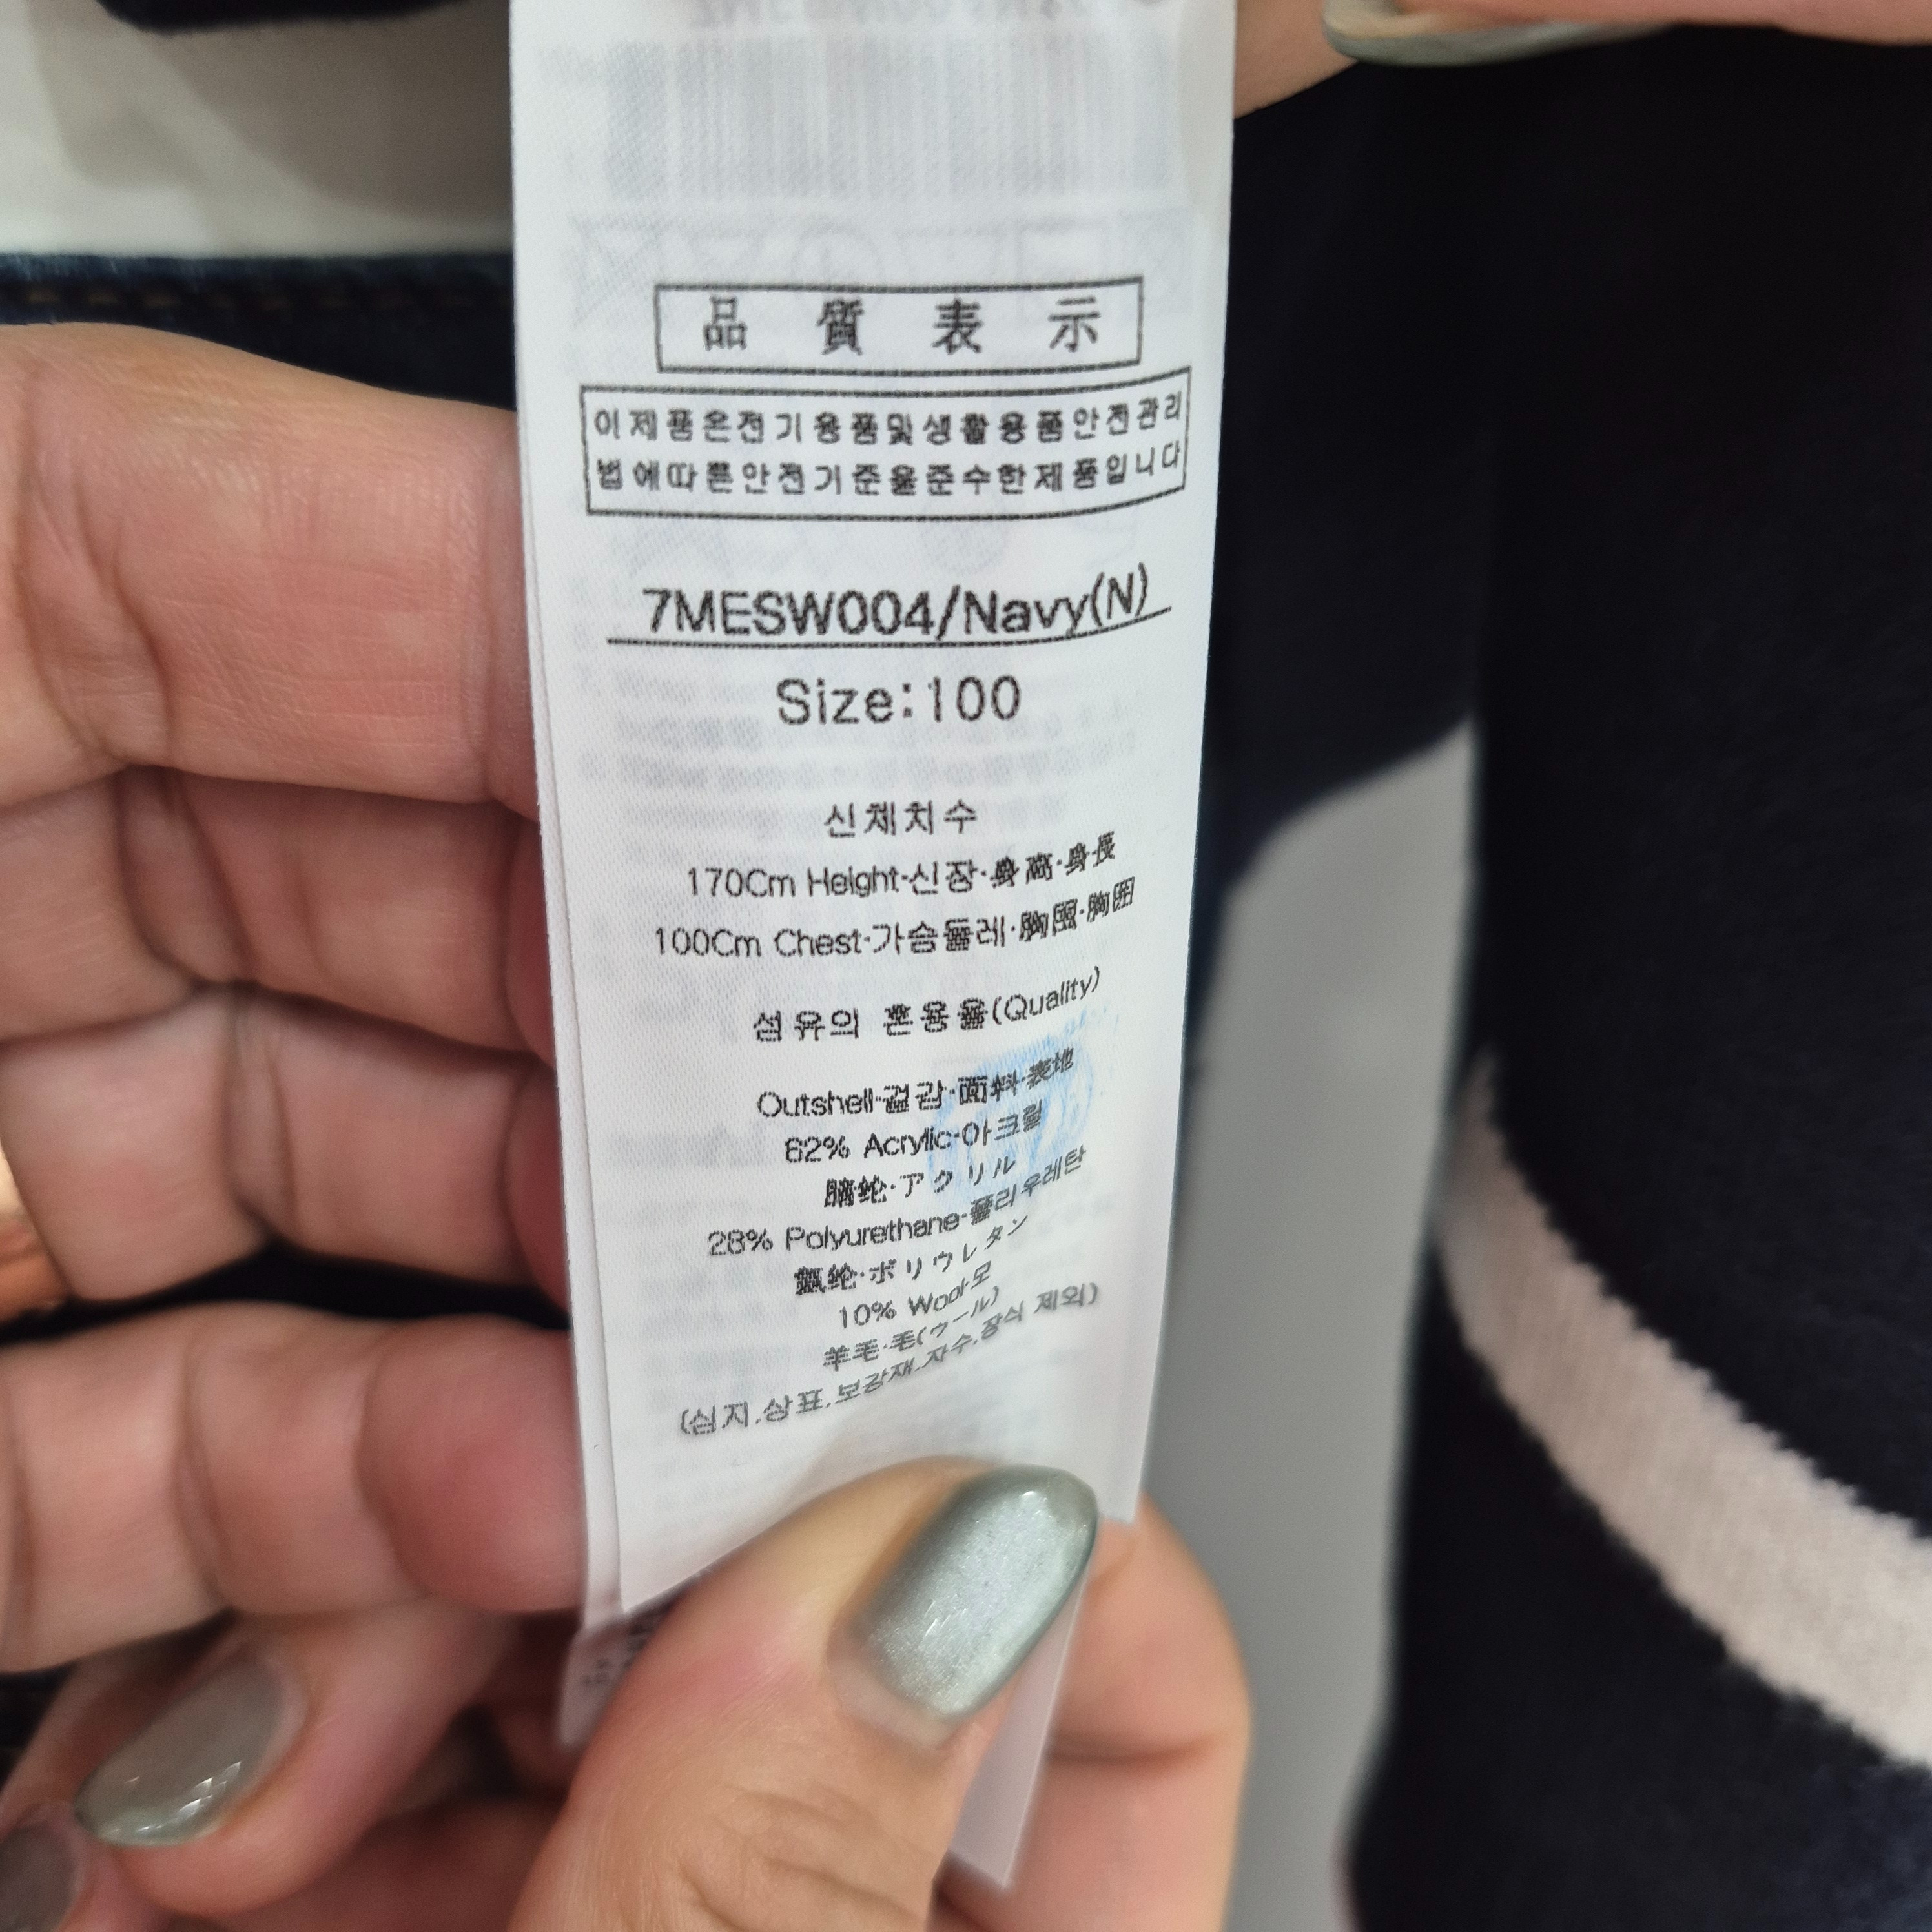 品質表示
이제품은전기용품및생활용품안전관리
법에따른안전기준을준수한제품입니다
7MESW004/Navy(N)
Size:100
신체치수
170Cm Height·신장·身高·身長
100Cm Chest·가슴둘레·胸围·胸囲
섬유의 혼용율(Quality)
Outshell·겉감·面料·表地
62% Acrylic·아크릴
腈纶·アクリル
28% Polyurethane·폴리우레탄
氨纶·ポリウレタン
10% Wool·모
羊毛·毛(ウール)
(심지.상표.보강재.자수.장식 제외)